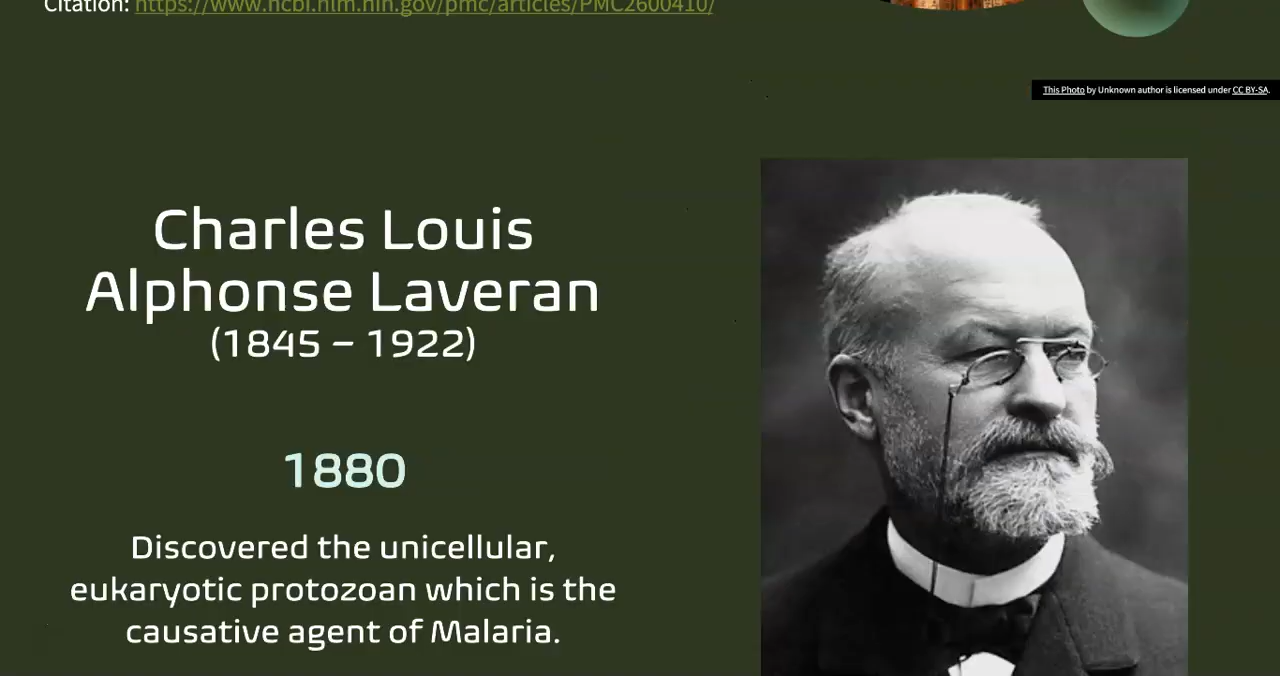 Citation: https://www.ncbi.nlm.nih.gov/pmc/articles/PMC2600410/
This Photo by Unknown author is licensed under CC BY-SA.
Charles Louis
Alphonse Laveran
(1845 – 1922)
1880
Discovered the unicellular,
eukaryotic protozoan which is the
causative agent of Malaria.